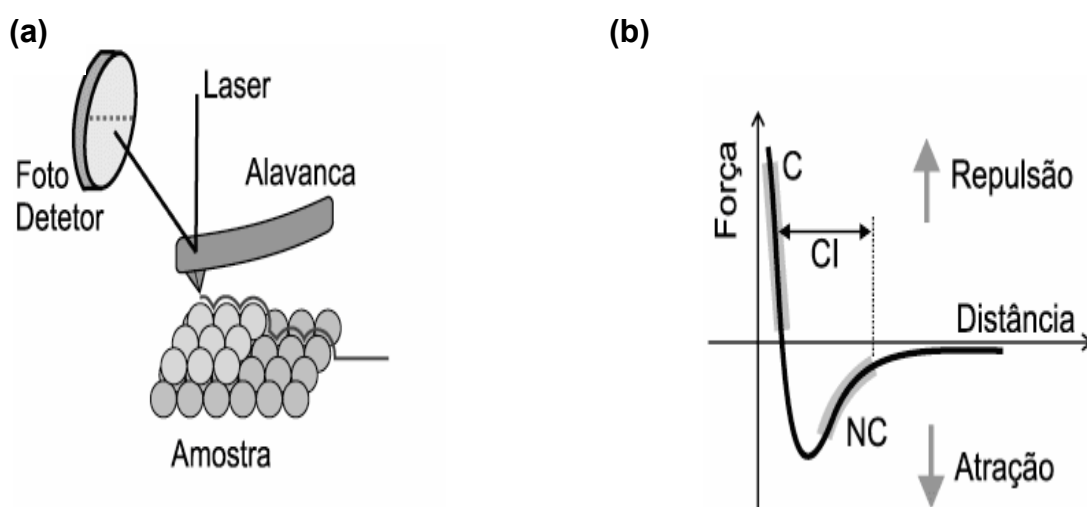 (a)
Laser
Foto
Detetor
Alavanca
Amostra
(b)
Força
C
CI
NC
Repulsão
Distância
Atração